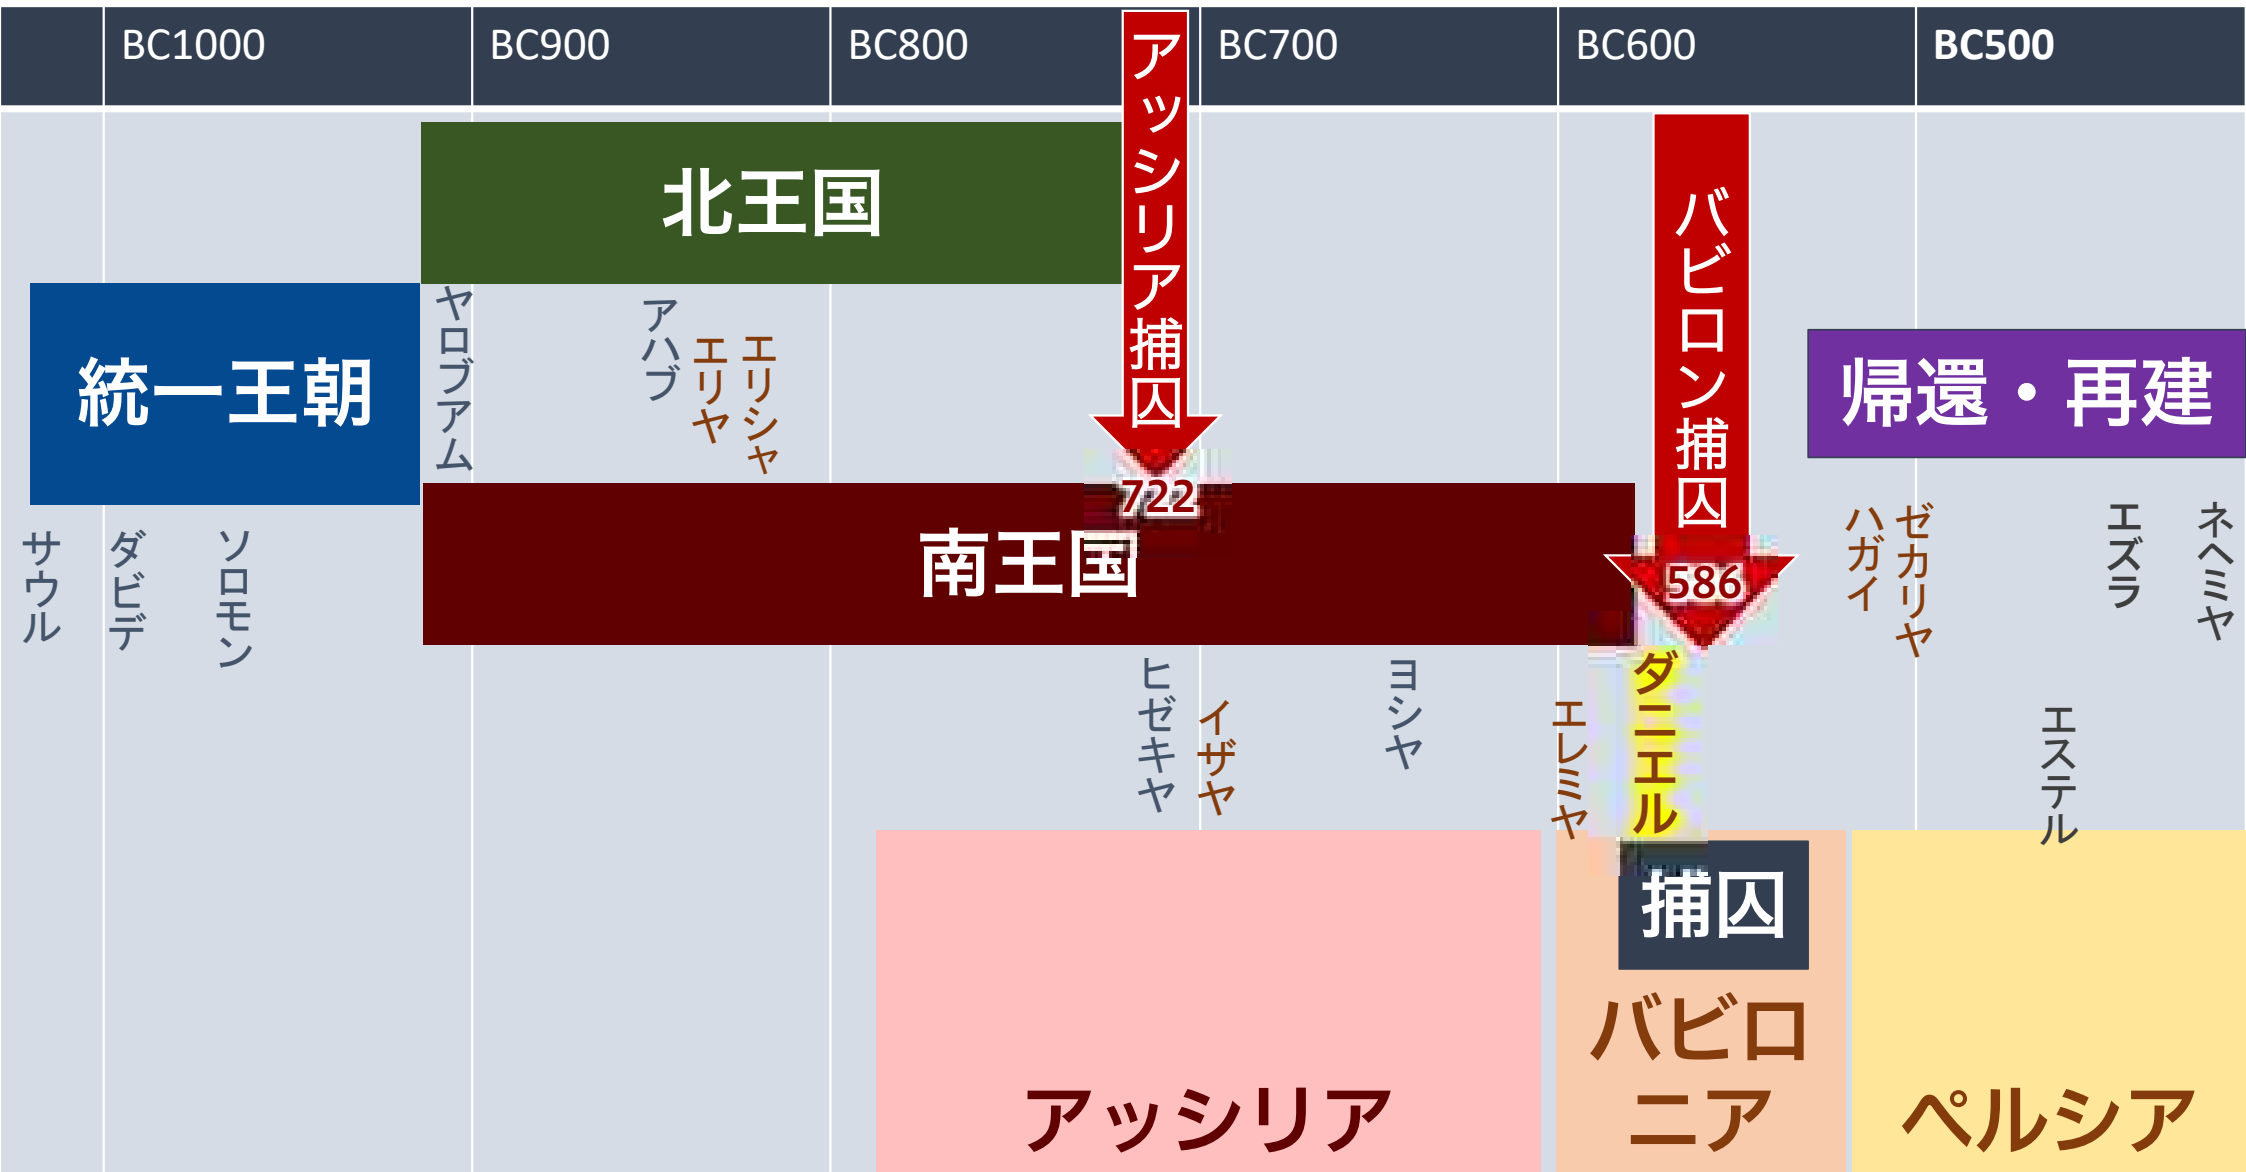 BC1000
BC900
BC800
BC700
BC600
BC500
アッシリア捕囚
722
バビロン捕囚
586
北王国
統一王朝
帰還・再建
南王国
ヤロブアム
アハブ
エリヤ
エリシャ
サウル
ダビデ
ソロモン
ヒゼキヤ
イザヤ
ヨシヤ
エレミヤ
ダニエル
ハガイ
ゼカリヤ
エステル
エズラ
ネヘミヤ
捕囚
アッシリア
バビロ
ニア
ペルシア